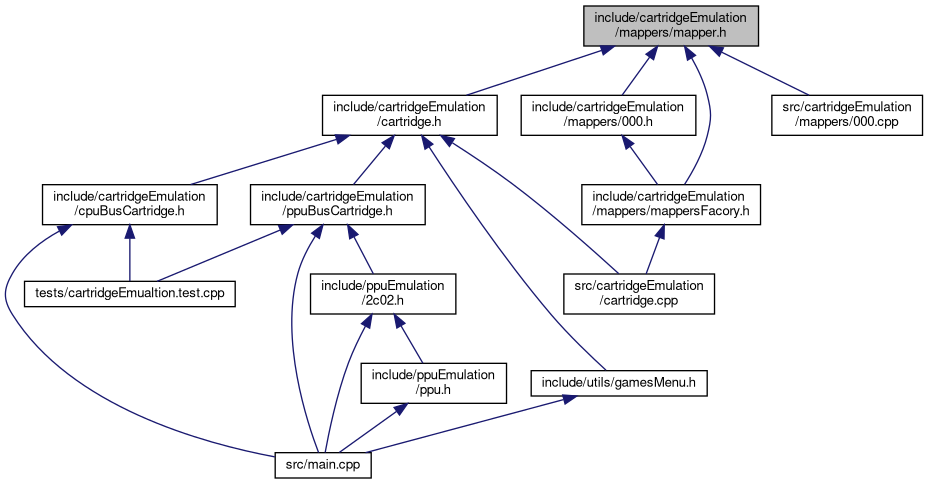 include/cartridgeEmulation
/mappers/mapper.h
include/cartridgeEmulation
/cartridge.h
include/cartridgeEmulation
/mappers/000.h
src/cartridgeEmulation
/mappers/000.cpp
include/cartridgeEmulation
/cpuBusCartridge.h
include/cartridgeEmulation
/ppuBusCartridge.h
include/cartridgeEmulation
/mappers/mappersFacory.h
tests/cartridgeEmualtion.test.cpp
include/ppuEmulation
/2c02.h
src/cartridgeEmulation
/cartridge.cpp
include/ppuEmulation
/ppu.h
include/utils/gamesMenu.h
src/main.cpp